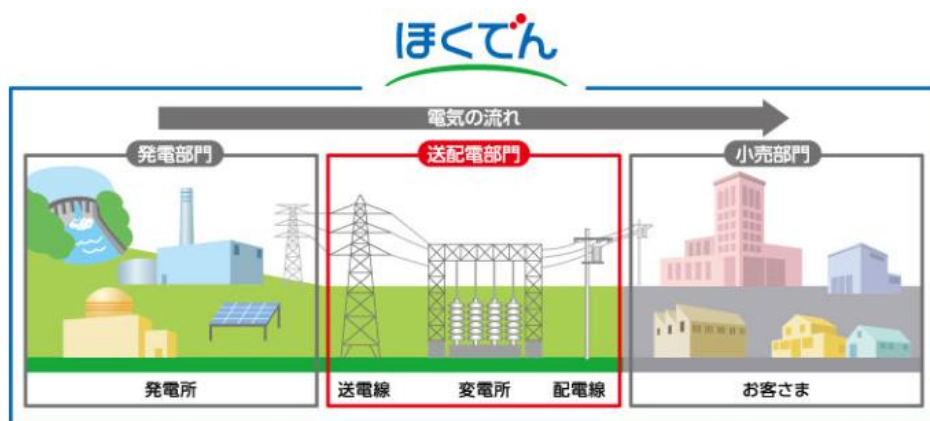 ほくでん
電気の流れ
発電部門
送配電部門
小売部門
発電所
送電線
変電所
配電線
お客さま